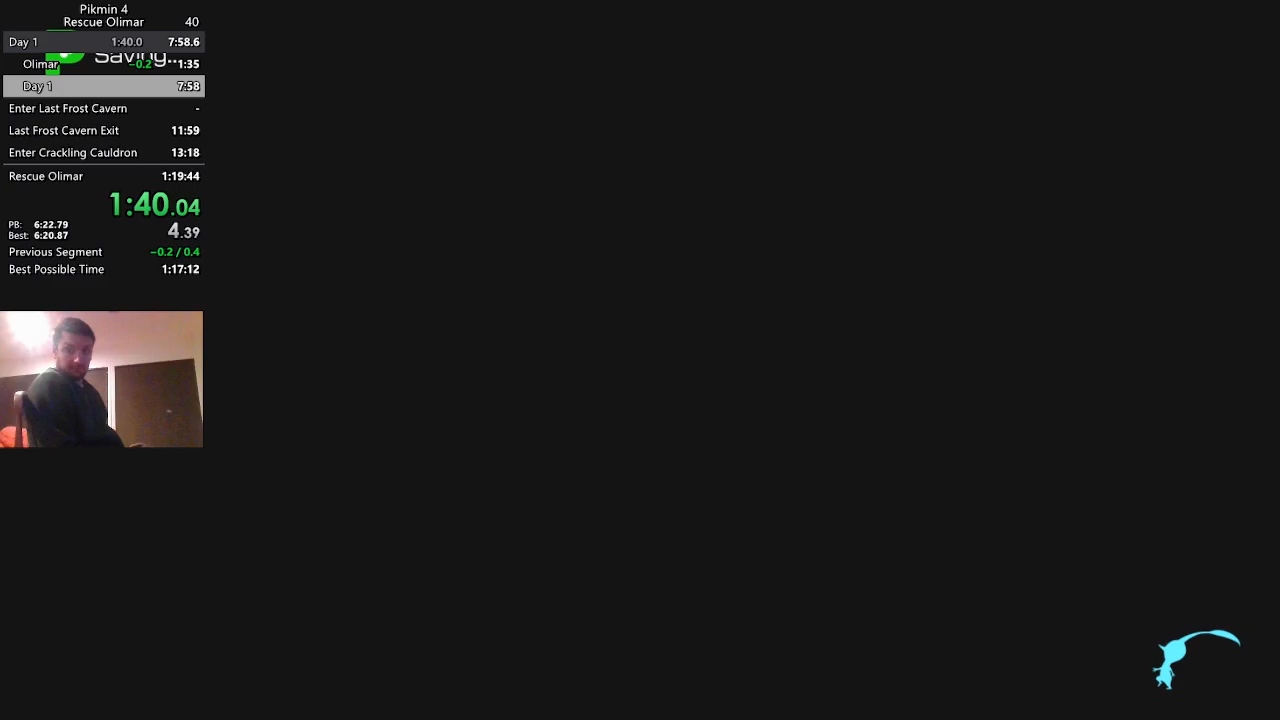 Pikmin 4
Rescue Olimar 40
Day 1 1:40.0 7:58.6
Saving...
Olimar −0.2 1:35
Day 1 7:58
Enter Last Frost Cavern -
Last Frost Cavern Exit 11:59
Enter Crackling Cauldron 13:18
Rescue Olimar 1:19:44
1:40.04
PB: 6:22.79
4.39
Best: 6:20.87
Previous Segment −0.2 / 0.4
Best Possible Time 1:17:12